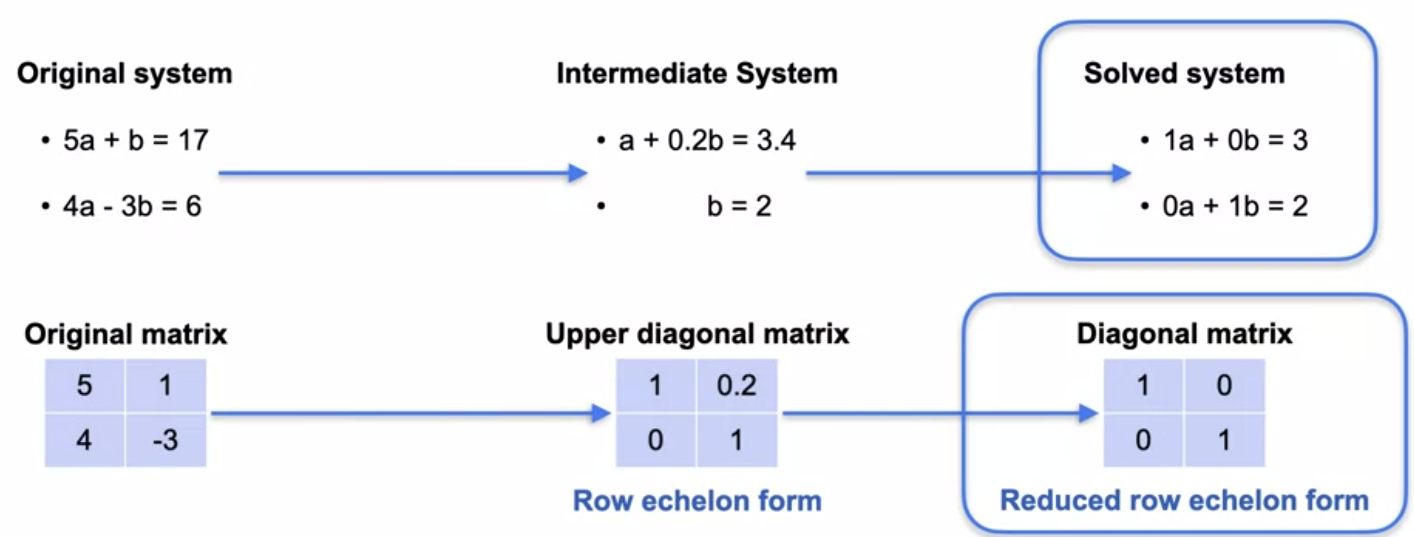 Original system
• 5a + b = 17
• 4a - 3b = 6
Intermediate System
• a + 0.2b = 3.4
• b = 2
Solved system
• 1a + 0b = 3
• 0a + 1b = 2
Original matrix
5 1
4 -3
Upper diagonal matrix
1 0.2
0 1
Row echelon form
Diagonal matrix
1 0
0 1
Reduced row echelon form